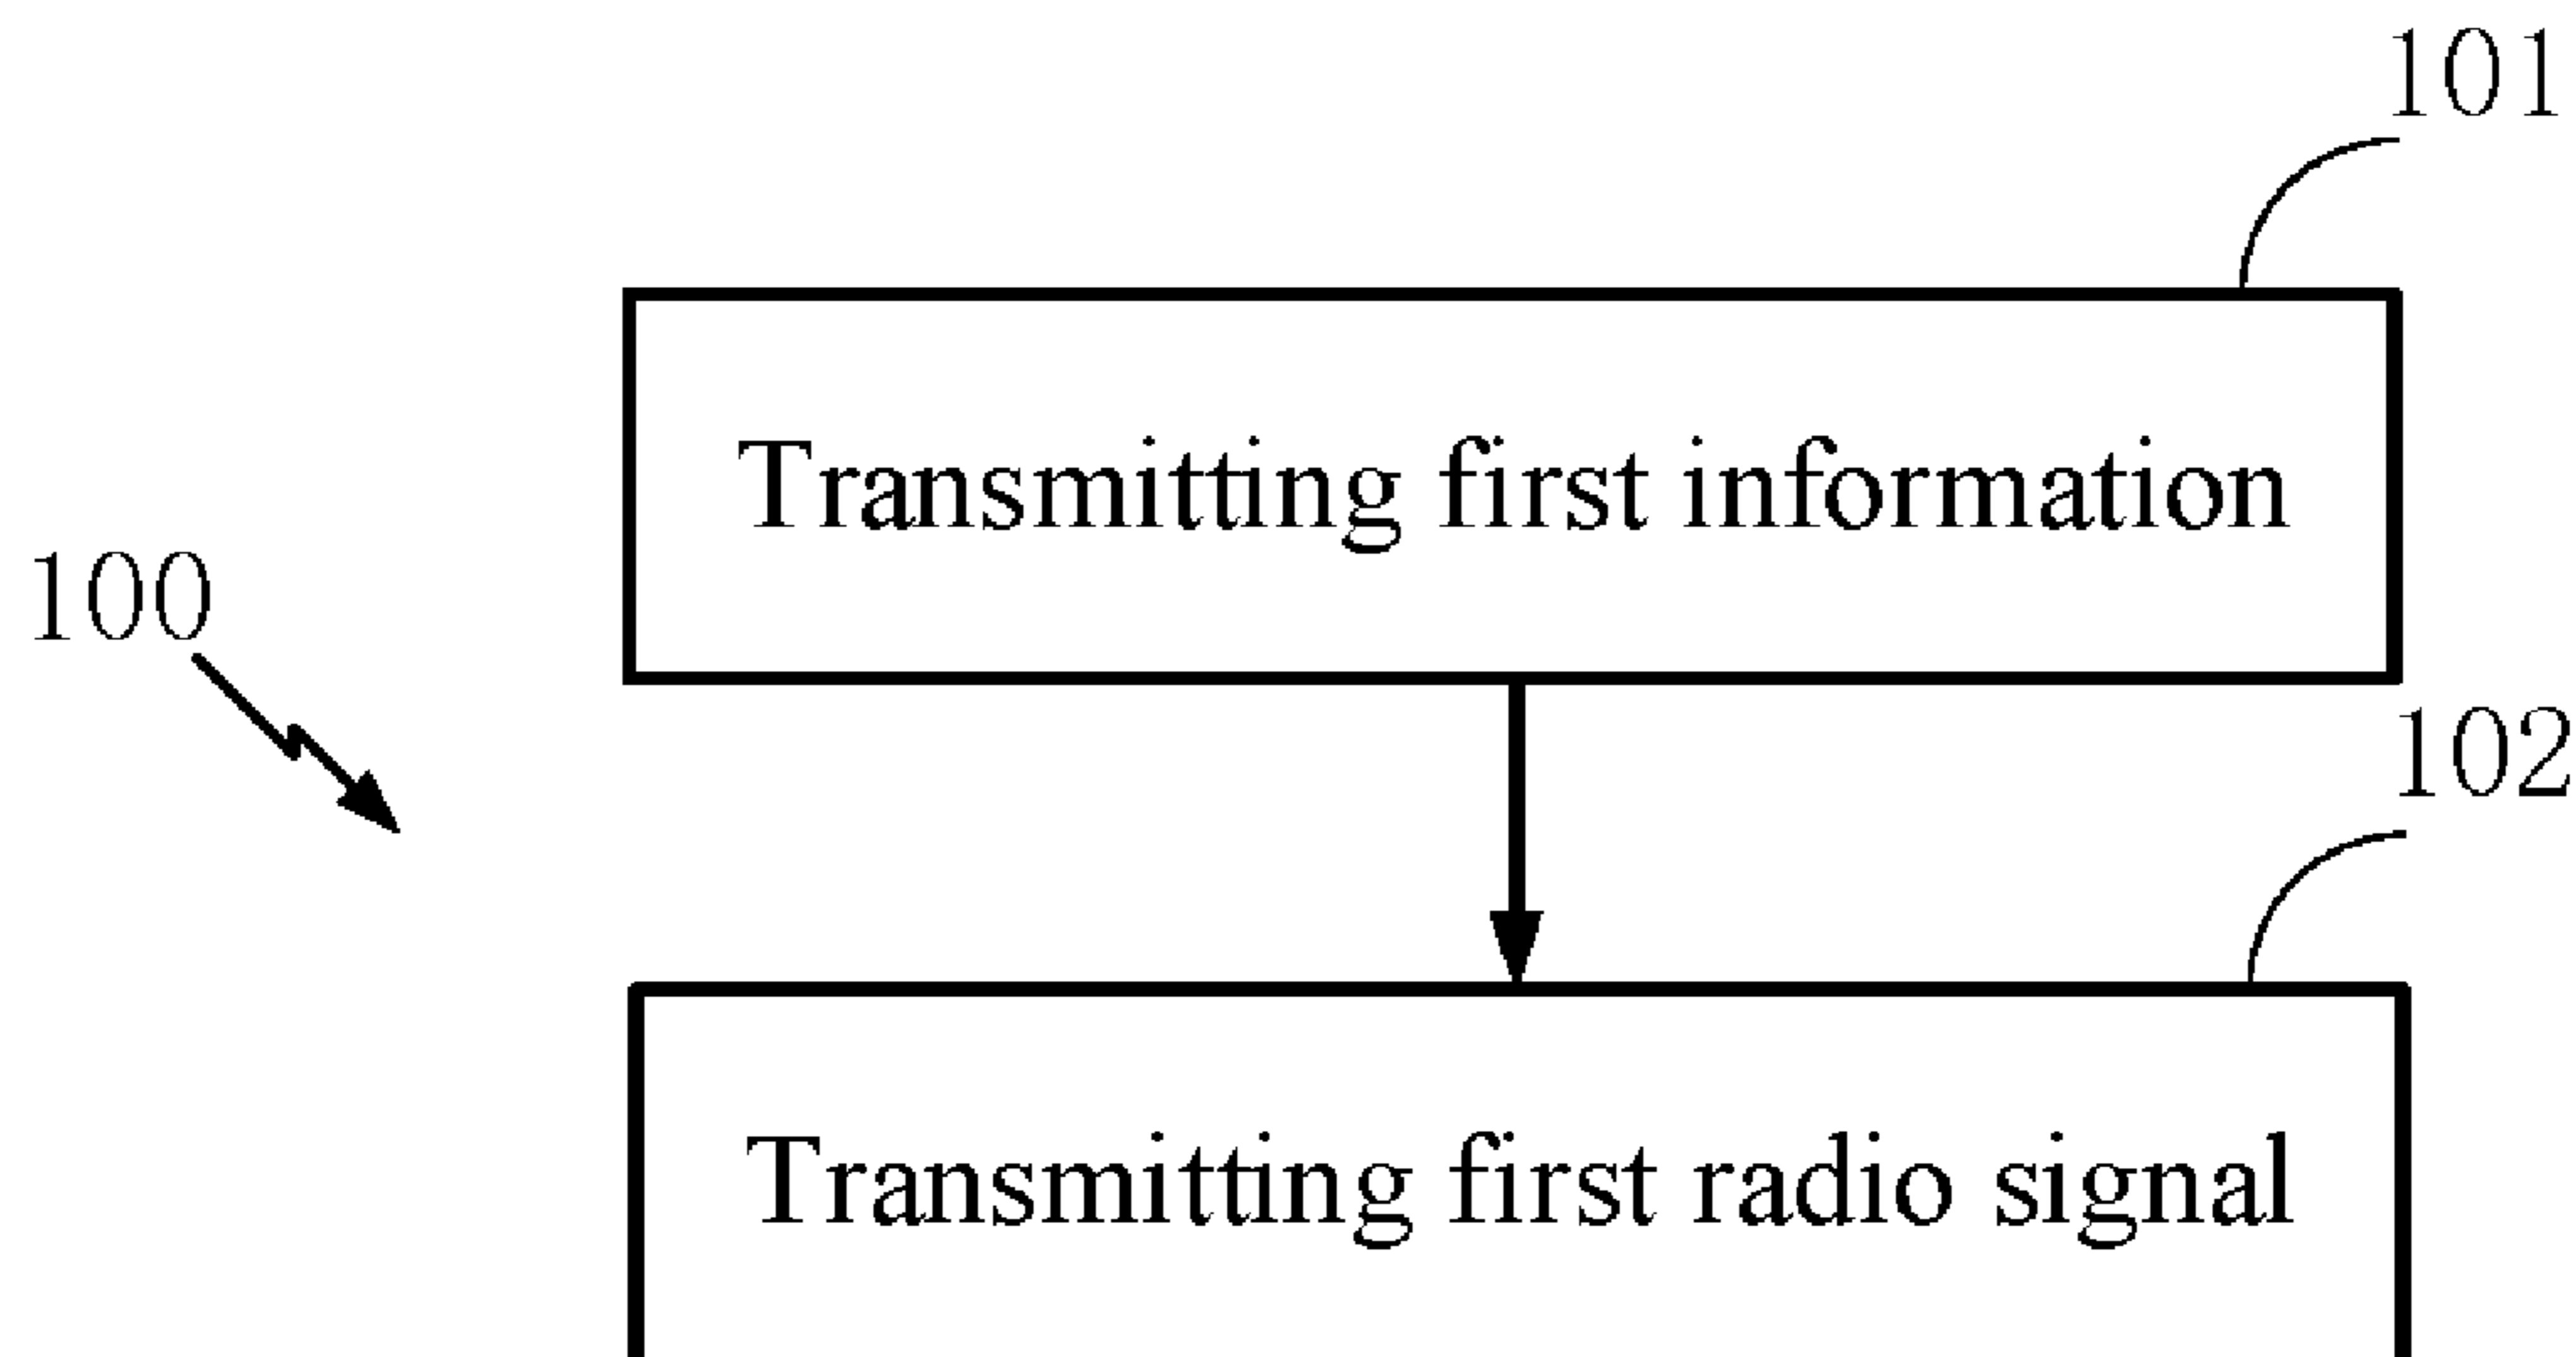 101
Transmitting first information
100
102
Transmitting first radio signal